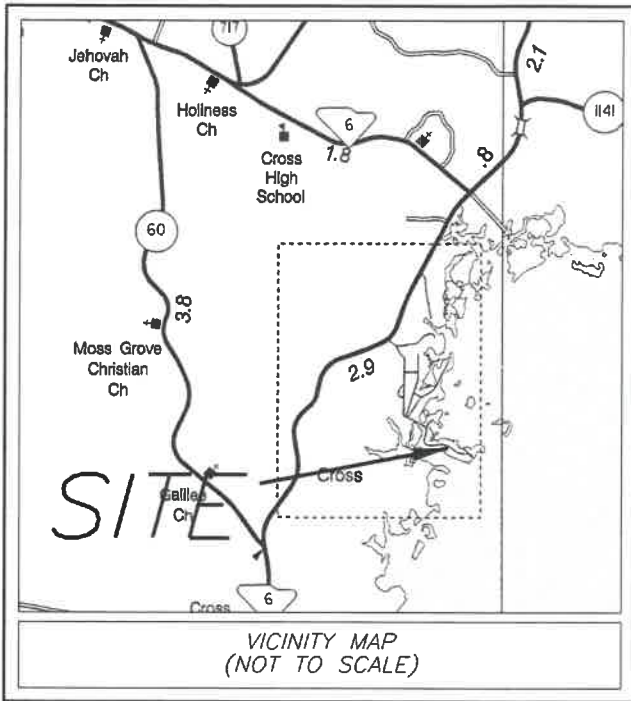 717
Jehovah
Ch
Holiness
Ch
6
1.8
Cross
High
School
2.1
1141
.8
60
3.8
Moss Grove
Christian
Ch
2.9
SITE
Cross
Galilee
Ch
6
Cross
VICINITY MAP
(NOT TO SCALE)